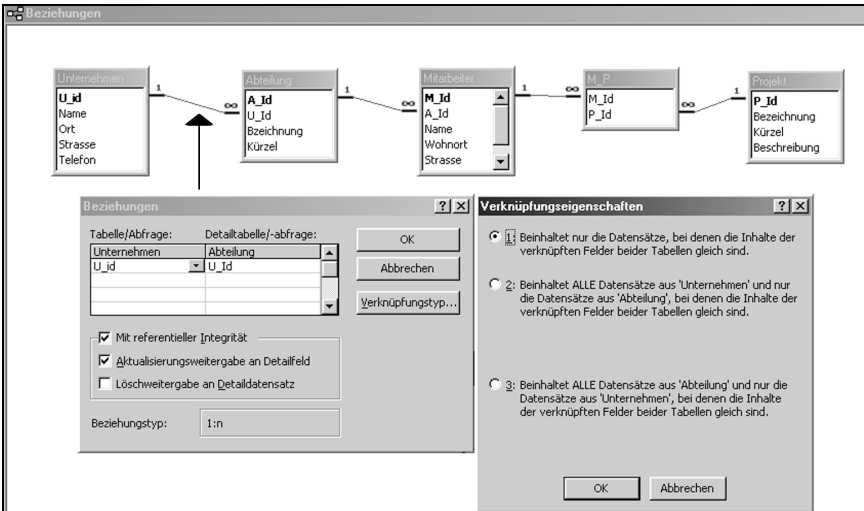 Beziehungen
Unternehmen
U_id
Name
Ort
Strasse
Telefon
1
∞
Abteilung
A_Id
U_Id
Bzeichnung
Kürzel
1
∞
Mitarbeiter
M_Id
A_Id
Name
Wohnort
Strasse
1
∞
M_P
M_Id
P_Id
∞
1
Projekt
P_Id
Bezeichnung
Kürzel
Beschreibung
Beziehungen
Tabelle/Abfrage: Detailtabelle/-abfrage:
Unternehmen Abteilung
U_id U_Id
OK
Abbrechen
Verknüpfungstyp...
Mit referentieller Integrität
Aktualisierungsweitergabe an Detailfeld
Löschweitergabe an Detaildatensatz
Beziehungstyp: 1:n
Verknüpfungseigenschaften
1: Beinhaltet nur die Datensätze, bei denen die Inhalte der
verknüpften Felder beider Tabellen gleich sind.
2: Beinhaltet ALLE Datensätze aus 'Unternehmen' und nur
die Datensätze aus 'Abteilung', bei denen die Inhalte der
verknüpften Felder beider Tabellen gleich sind.
3: Beinhaltet ALLE Datensätze aus 'Abteilung' und nur die
Datensätze aus 'Unternehmen', bei denen die Inhalte
der verknüpften Felder beider Tabellen gleich sind.
OK Abbrechen